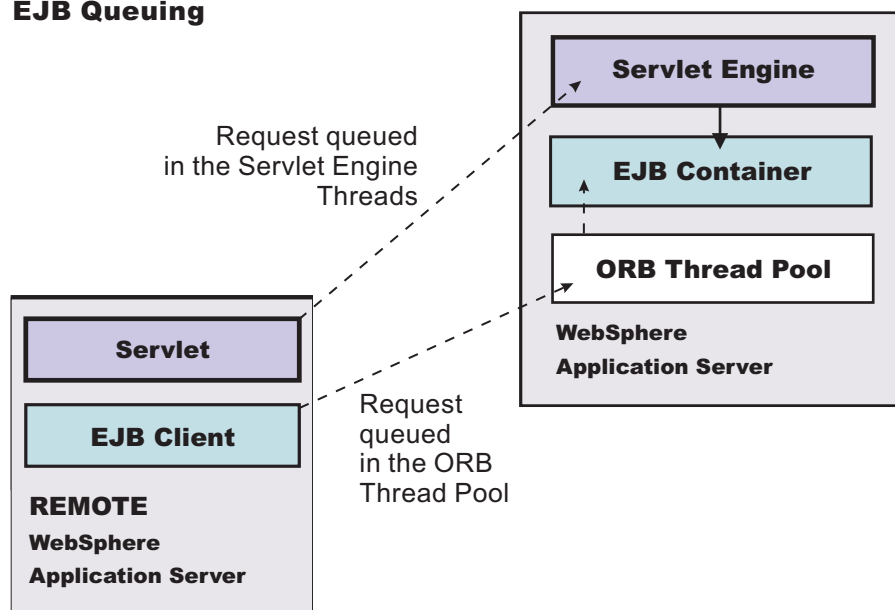 EJB Queuing
Servlet Engine
Request queued
in the Servlet Engine
Threads
EJB Container
ORB Thread Pool
WebSphere
Application Server
Servlet
EJB Client
Request
queued
in the ORB
Thread Pool
REMOTE
WebSphere
Application Server